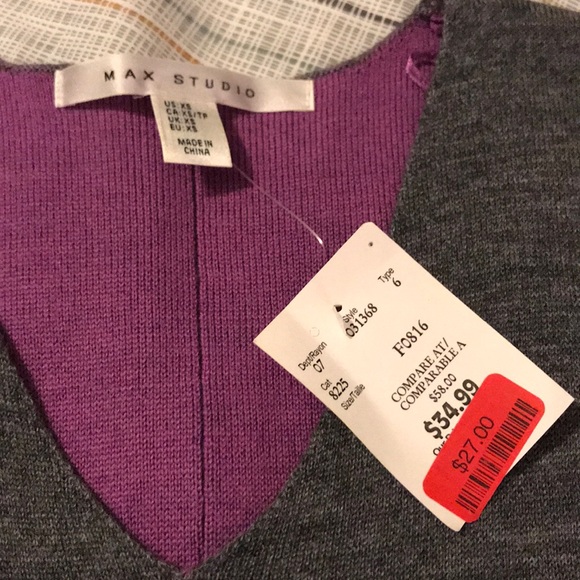 MAX STUDIO
US:XS
CA:XS/TP
UK:XS
EU:XS
MADE IN
CHINA
Dept/Rayon
07
Style
031368
Type
6
Cat
8225
Size/Taille
F0816
COMPARE AT/
COMPARABLE A
$58.00
$34.99
$27.00